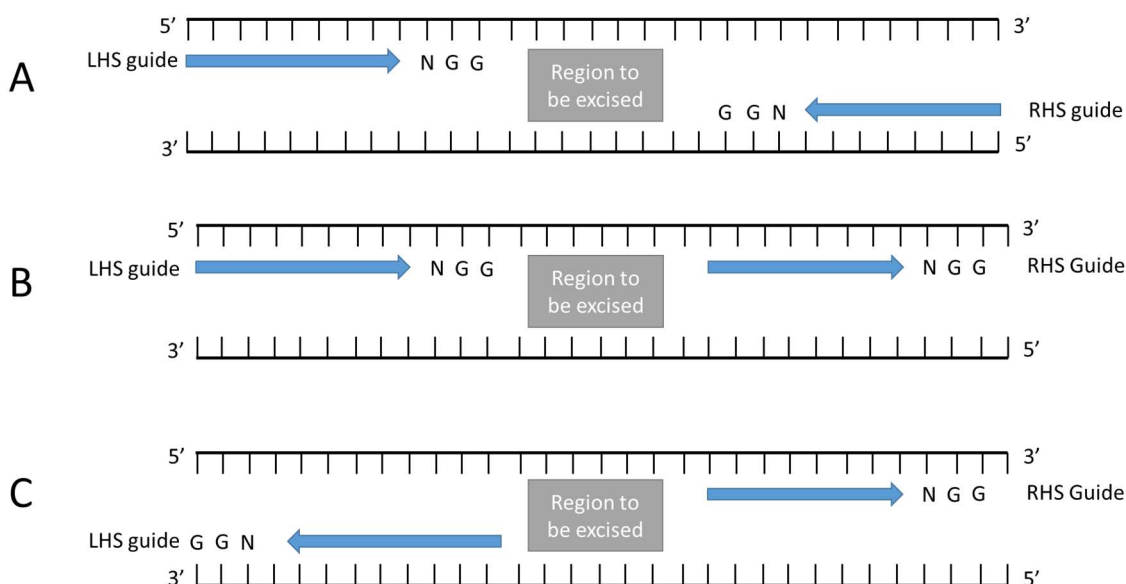 5’ 3’
LHS guide N G G
A
Region to
be excised
G G N RHS guide
3’ 5’
5’ 3’
LHS guide N G G N G G RHS Guide
B
Region to
be excised
3’ 5’
5’ 3’
N G G RHS Guide
C
Region to
be excised
LHS guide G G N
3’ 5’